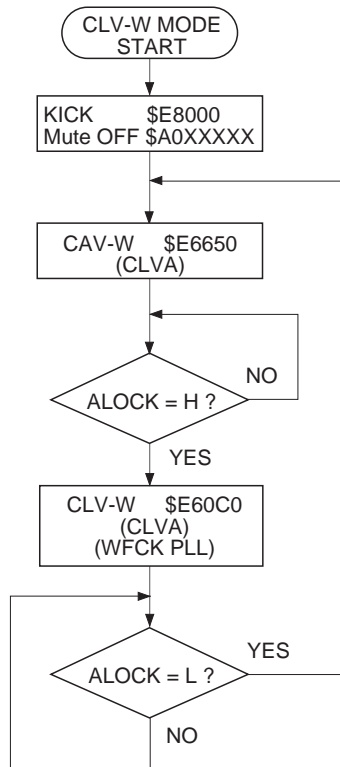 CLV-W MODE
START
KICK $E8000
Mute OFF $A0XXXXX
CAV-W $E6650
(CLVA)
ALOCK = H ?
NO
YES
CLV-W $E60C0
(CLVA)
(WFCK PLL)
ALOCK = L ?
YES
NO